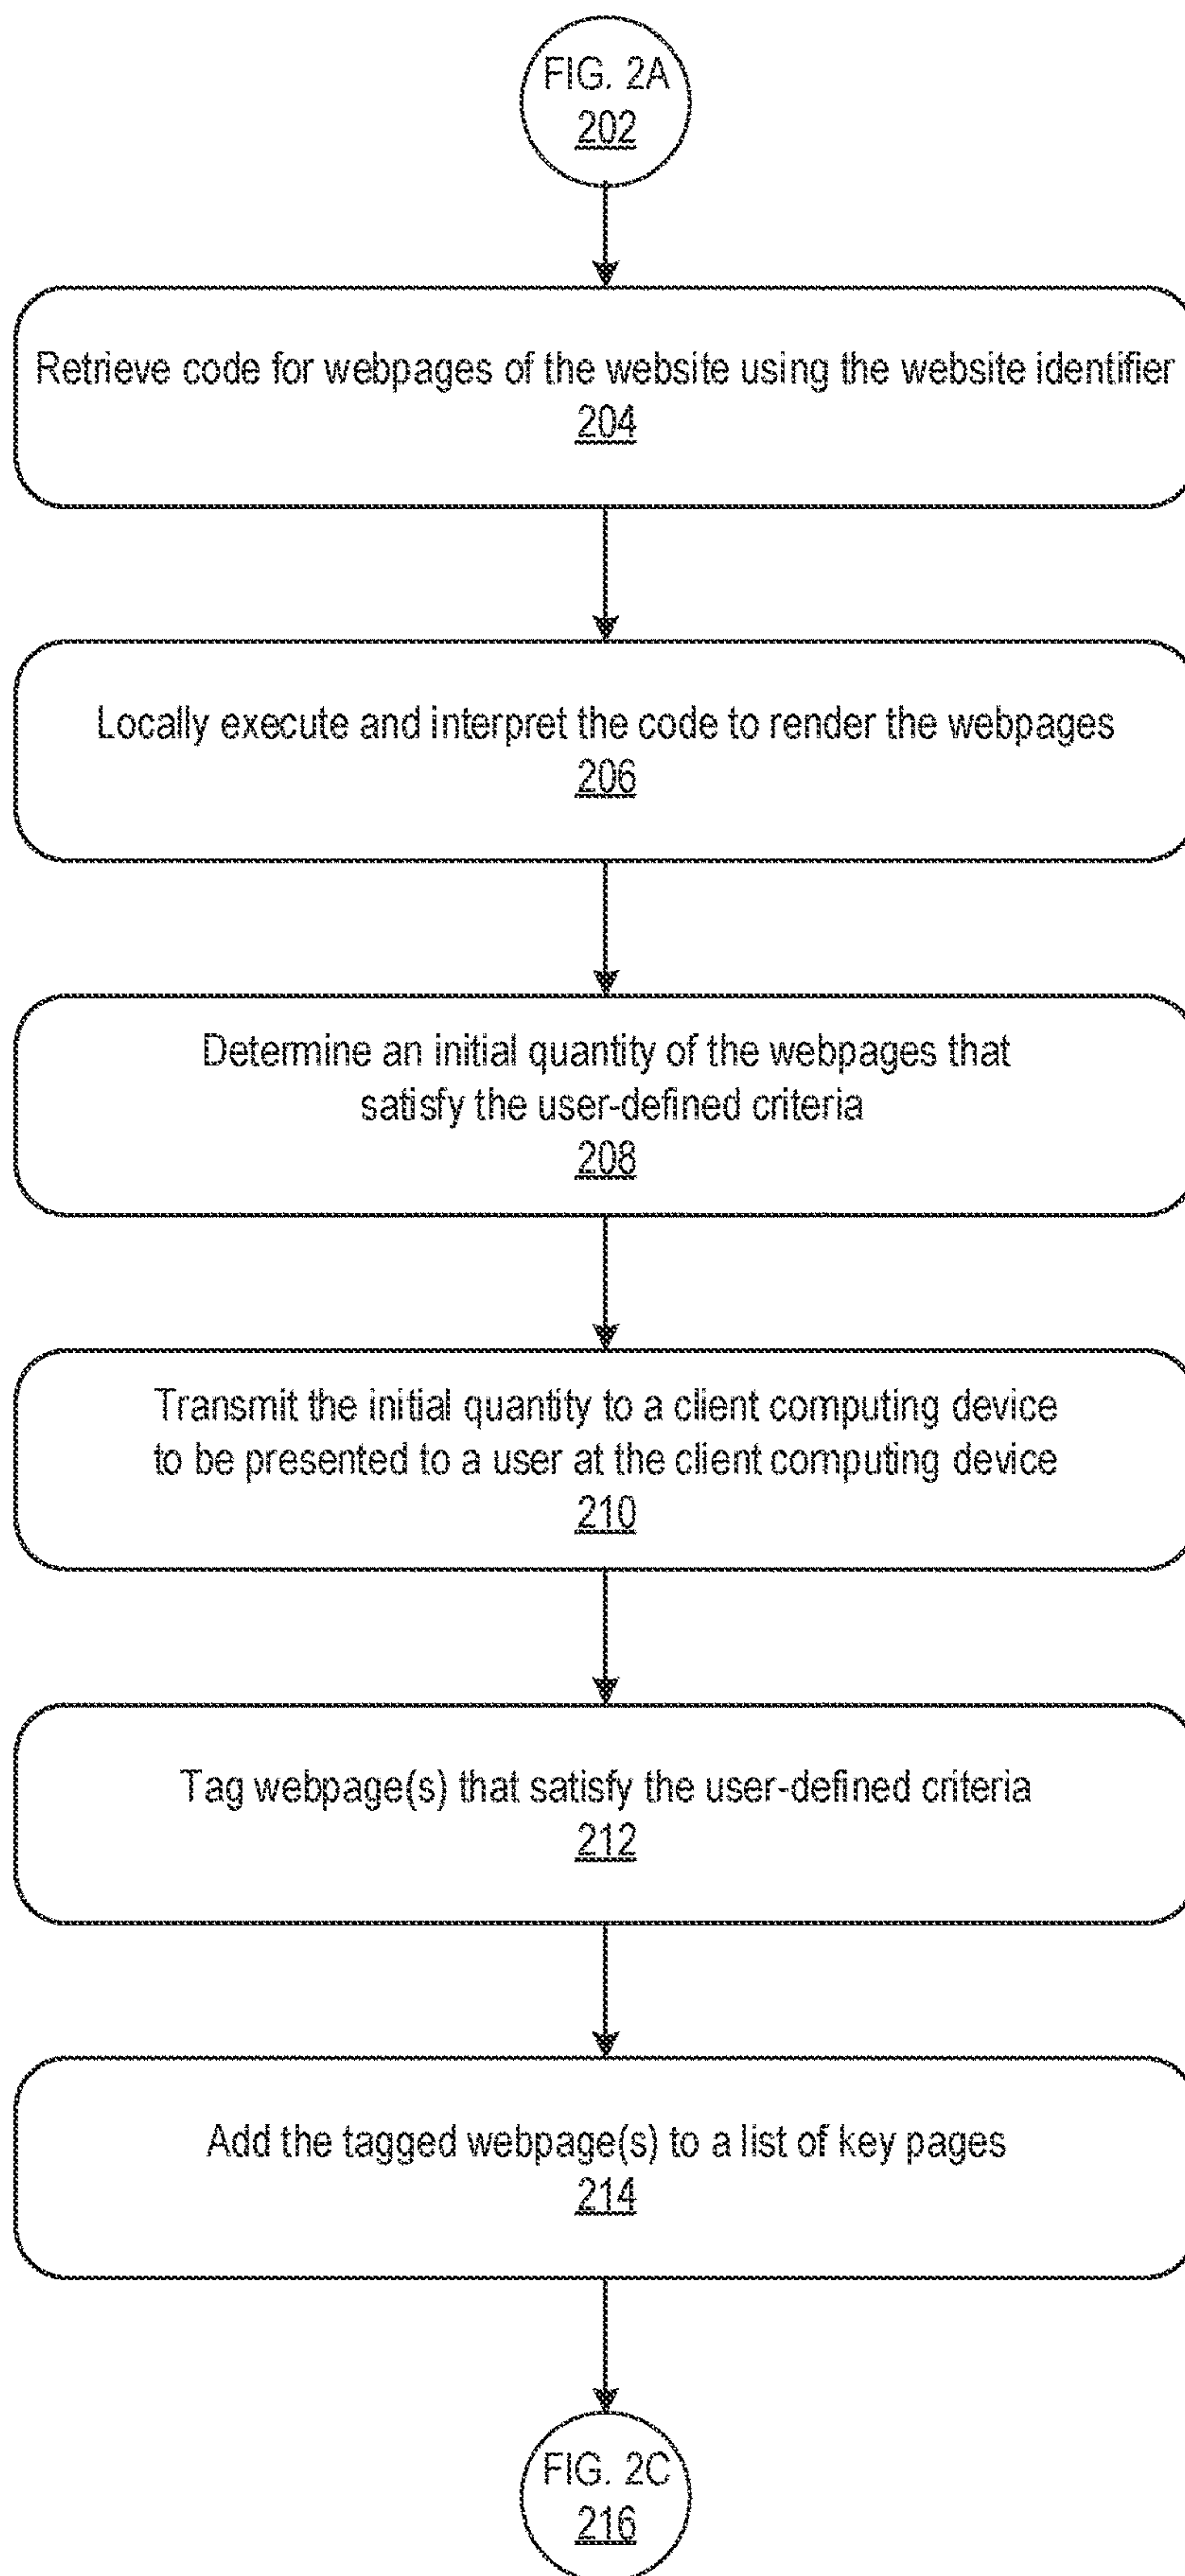 FIG. 2A
202
Retrieve code for webpages of the website using the website identifier
204
Locally execute and interpret the code to render the webpages
206
Determine an initial quantity of the webpages that
satisfy the user-defined criteria
208
Transmit the initial quantity to a client computing device
to be presented to a user at the client computing device
210
Tag webpage(s) that satisfy the user-defined criteria
212
Add the tagged webpage(s) to a list of key pages
214
FIG. 2C
216